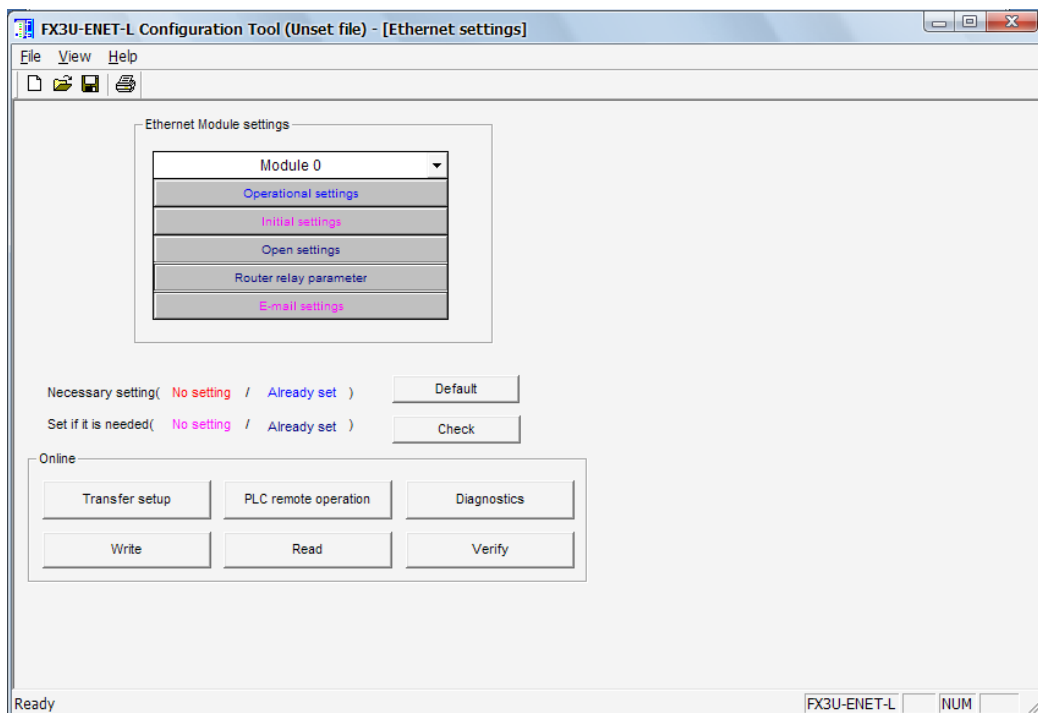 FX3U-ENET-L Configuration Tool (Unset file) - [Ethernet settings]
File View Help
Ethernet Module settings
Module 0
Operational settings
Initial settings
Open settings
Router relay parameter
E-mail settings
Necessary setting( No setting / Already set )
Default
Set if it is needed( No setting / Already set )
Check
Online
Transfer setup PLC remote operation Diagnostics
Write Read Verify
Ready FX3U-ENET-L NUM